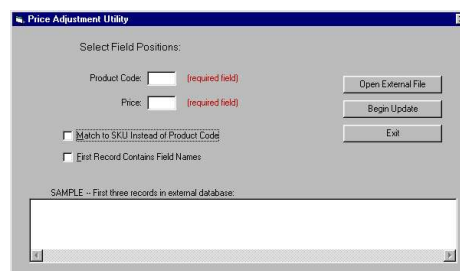 Price Adjustment Utility
Select Field Positions:
Product Code: (required field)
Open External File
Price: (required field)
Begin Update
Match to SKU Instead of Product Code
Exit
First Record Contains Field Names
SAMPLE -- First three records in external database: